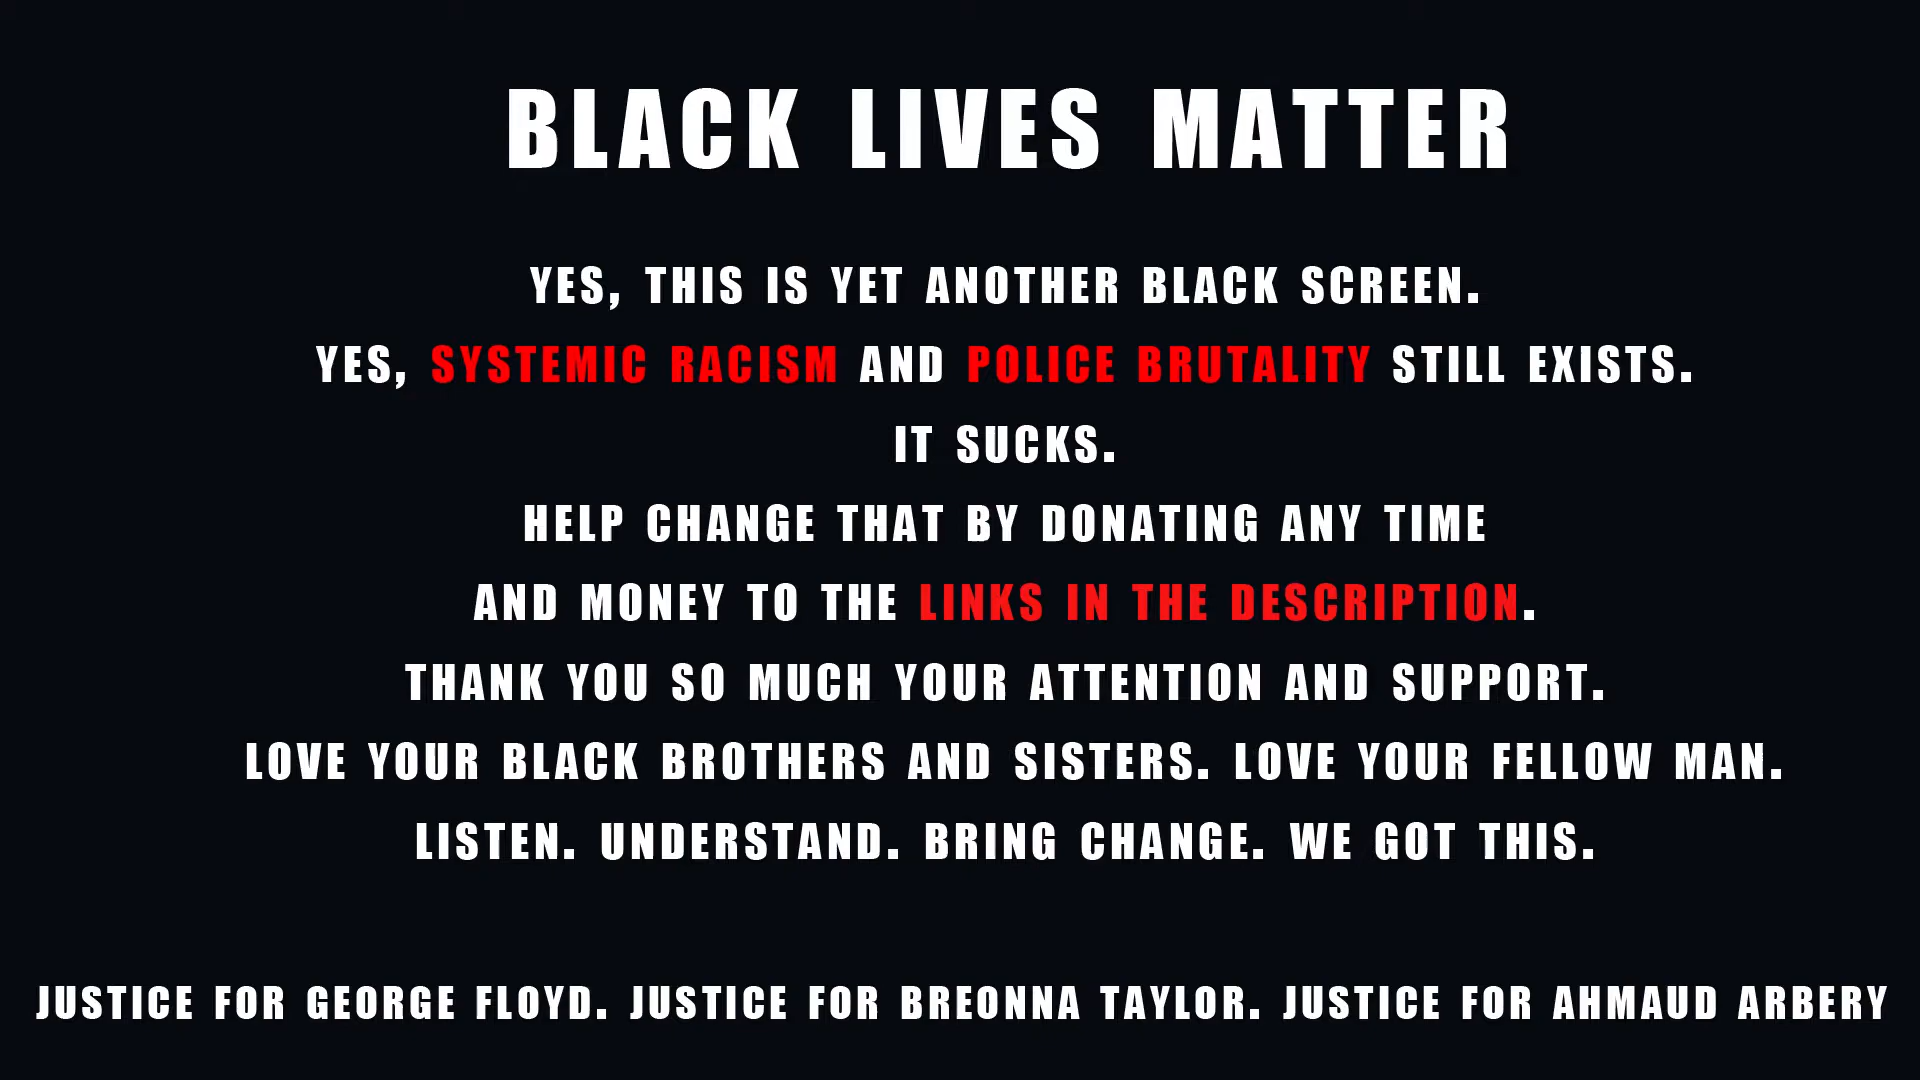 BLACK LIVES MATTER
YES, THIS IS YET ANOTHER BLACK SCREEN.
YES, SYSTEMIC RACISM AND POLICE BRUTALITY STILL EXISTS.
IT SUCKS.
HELP CHANGE THAT BY DONATING ANY TIME
AND MONEY TO THE LINKS IN THE DESCRIPTION.
THANK YOU SO MUCH YOUR ATTENTION AND SUPPORT.
LOVE YOUR BLACK BROTHERS AND SISTERS. LOVE YOUR FELLOW MAN.
LISTEN. UNDERSTAND. BRING CHANGE. WE GOT THIS.
JUSTICE FOR GEORGE FLOYD. JUSTICE FOR BREONNA TAYLOR. JUSTICE FOR AHMAUD ARBERY